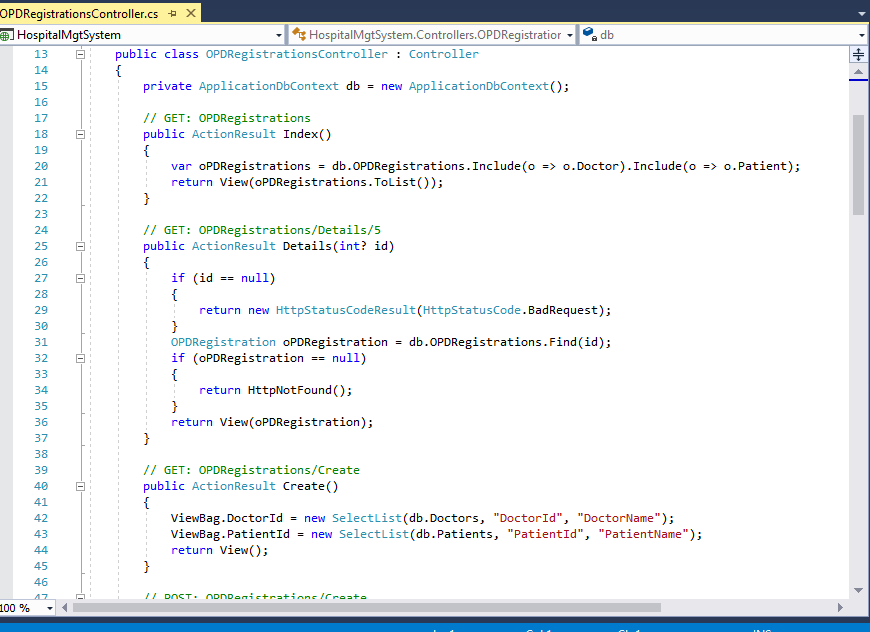 OPDRegistrationsController.cs
HospitalMgtSystem HospitalMgtSystem.Controllers.OPDRegistration db
13 public class OPDRegistrationsController : Controller
14 {
15 private ApplicationDbContext db = new ApplicationDbContext();
16
17 // GET: OPDRegistrations
18 public ActionResult Index()
19 {
20 var oPDRegistrations = db.OPDRegistrations.Include(o => o.Doctor).Include(o => o.Patient);
21 return View(oPDRegistrations.ToList());
22 }
23
24 // GET: OPDRegistrations/Details/5
25 public ActionResult Details(int? id)
26 {
27 if (id == null)
28 {
29 return new HttpStatusCodeResult(HttpStatusCode.BadRequest);
30 }
31 OPDRegistration oPDRegistration = db.OPDRegistrations.Find(id);
32 if (oPDRegistration == null)
33 {
34 return HttpNotFound();
35 }
36 return View(oPDRegistration);
37 }
38
39 // GET: OPDRegistrations/Create
40 public ActionResult Create()
41 {
42 ViewBag.DoctorId = new SelectList(db.Doctors, "DoctorId", "DoctorName");
43 ViewBag.PatientId = new SelectList(db.Patients, "PatientId", "PatientName");
44 return View();
45 }
46
47 // POST: OPDRegistrations/Create
100 %